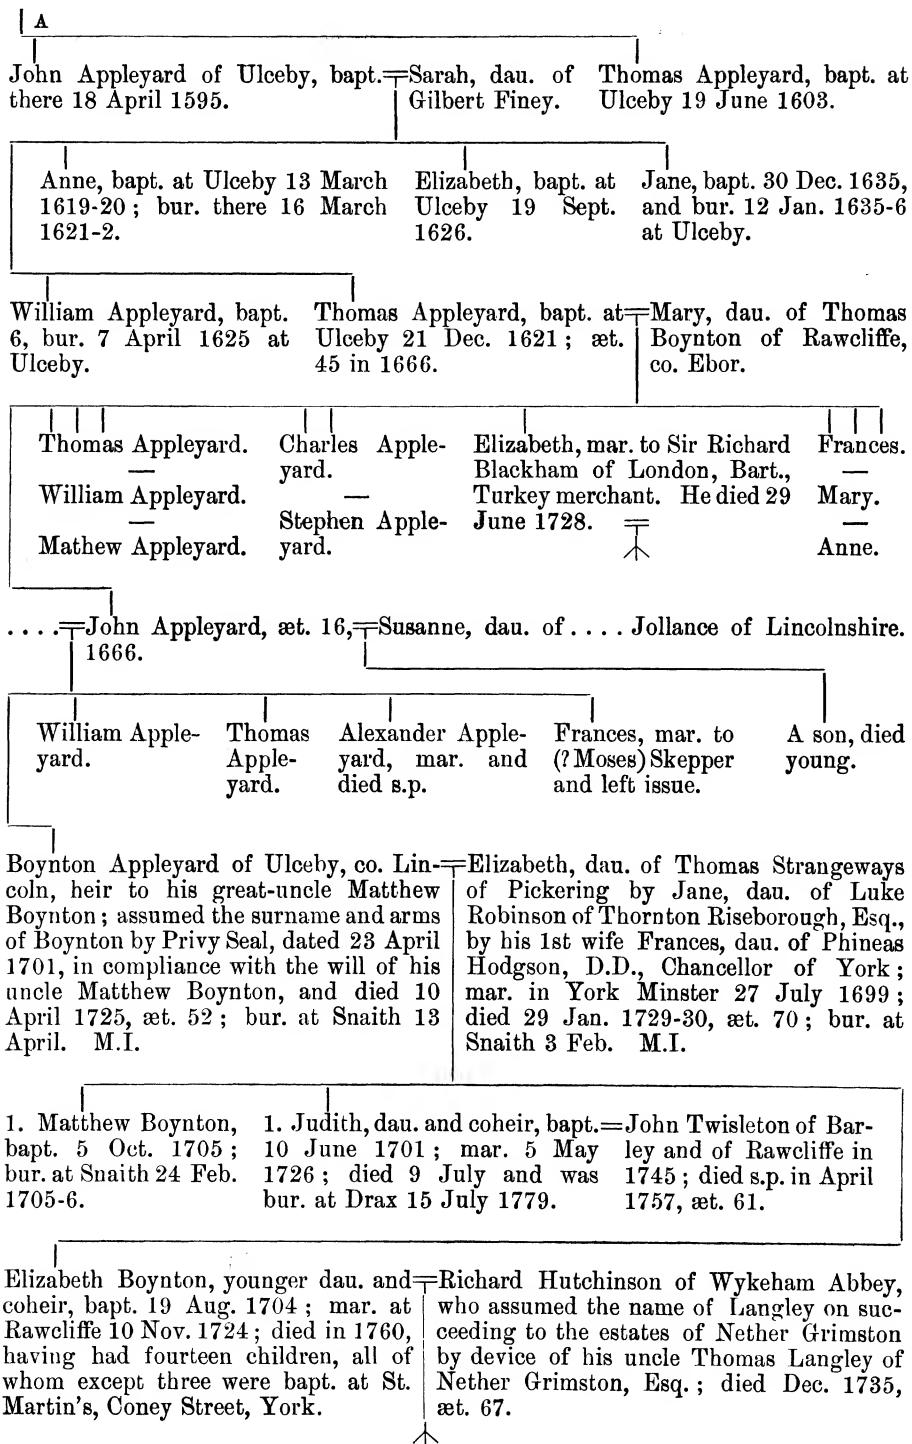 A
John Appleyard of Ulceby, bapt.
there 18 April 1595.
Sarah, dau. of
Gilbert Finey.
Thomas Appleyard, bapt. at
Ulceby 19 June 1603.
Anne, bapt. at Ulceby 13 March
1619-20 ; bur. there 16 March
1621-2.
Elizabeth, bapt. at
Ulceby 19 Sept.
1626.
Jane, bapt. 30 Dec. 1635,
and bur. 12 Jan. 1635-6
at Ulceby.
William Appleyard, bapt.
6, bur. 7 April 1625 at
Ulceby.
Thomas Appleyard, bapt. at
Ulceby 21 Dec. 1621 ; æt.
45 in 1666.
Mary, dau. of Thomas
Boynton of Rawcliffe,
co. Ebor.
Thomas Appleyard.
—
William Appleyard.
—
Mathew Appleyard.
Charles Apple-
yard.
—
Stephen Apple-
yard.
Elizabeth, mar. to Sir Richard
Blackham of London, Bart.,
Turkey merchant. He died 29
June 1728.
Frances.
—
Mary.
—
Anne.
. . . .
John Appleyard, æt. 16,
1666.
Susanne, dau. of . . . . Jollance of Lincolnshire.
William Apple-
yard.
Thomas
Apple-
yard.
Alexander Apple-
yard, mar. and
died s.p.
Frances, mar. to
(? Moses) Skepper
and left issue.
A son, died
young.
Boynton Appleyard of Ulceby, co. Lin-
coln, heir to his great-uncle Matthew
Boynton ; assumed the surname and arms
of Boynton by Privy Seal, dated 23 April
1701, in compliance with the will of his
uncle Matthew Boynton, and died 10
April 1725, æt. 52 ; bur. at Snaith 13
April. M.I.
Elizabeth, dau. of Thomas Strangeways
of Pickering by Jane, dau. of Luke
Robinson of Thornton Riseborough, Esq.,
by his 1st wife Frances, dau. of Phineas
Hodgson, D.D., Chancellor of York ;
mar. in York Minster 27 July 1699 ;
died 29 Jan. 1729-30, æt. 70 ; bur. at
Snaith 3 Feb. M.I.
1. Matthew Boynton,
bapt. 5 Oct. 1705 ;
bur. at Snaith 24 Feb.
1705-6.
1. Judith, dau. and coheir, bapt.
10 June 1701 ; mar. 5 May
1726 ; died 9 July and was
bur. at Drax 15 July 1779.
John Twisleton of Bar-
ley and of Rawcliffe in
1745 ; died s.p. in April
1757, æt. 61.
Elizabeth Boynton, younger dau. and
coheir, bapt. 19 Aug. 1704 ; mar. at
Rawcliffe 10 Nov. 1724 ; died in 1760,
having had fourteen children, all of
whom except three were bapt. at St.
Martin's, Coney Street, York.
Richard Hutchinson of Wykeham Abbey,
who assumed the name of Langley on suc-
ceeding to the estates of Nether Grimston
by device of his uncle Thomas Langley of
Nether Grimston, Esq. ; died Dec. 1735,
æt. 67.